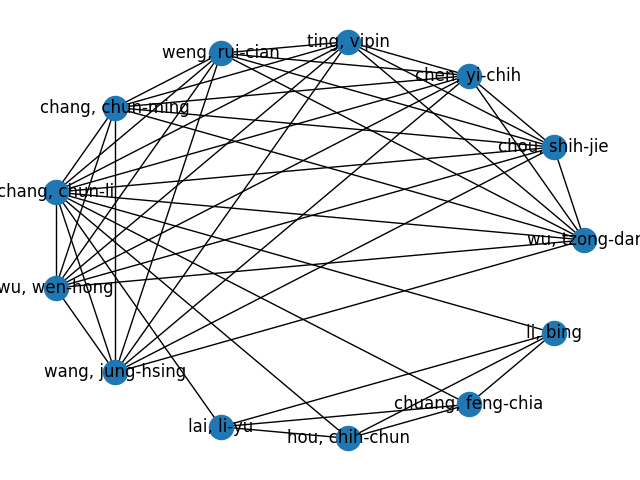 ting, yipin
weng, rui-cian
chen, yi-chih
chang, chun-ming
chou, shih-jie
chang, chun-li
wu, tzong-dar
wu, wen-hong
li, bing
wang, jung-hsing
chuang, feng-chia
lai, li-yu
hou, chih-chun